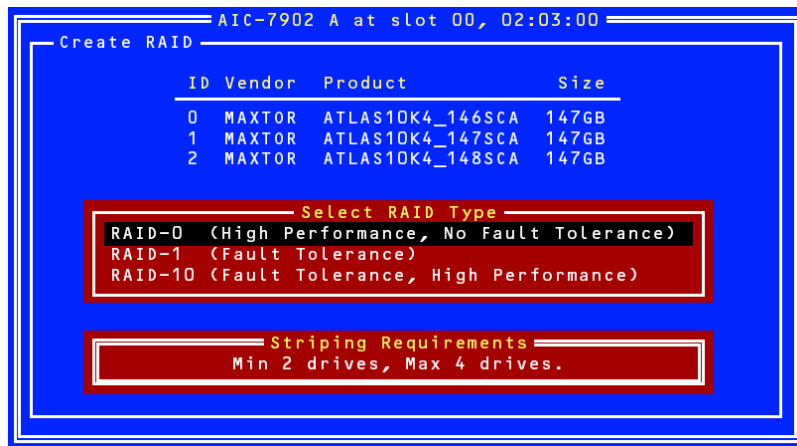 AIC-7902 A at slot 00, 02:03:00
Create RAID
ID Vendor Product Size
0 MAXTOR ATLAS10K4_146SCA 147GB
1 MAXTOR ATLAS10K4_147SCA 147GB
2 MAXTOR ATLAS10K4_148SCA 147GB
Select RAID Type
RAID-0 (High Performance, No Fault Tolerance)
RAID-1 (Fault Tolerance)
RAID-10 (Fault Tolerance, High Performance)
Striping Requirements
Min 2 drives, Max 4 drives.